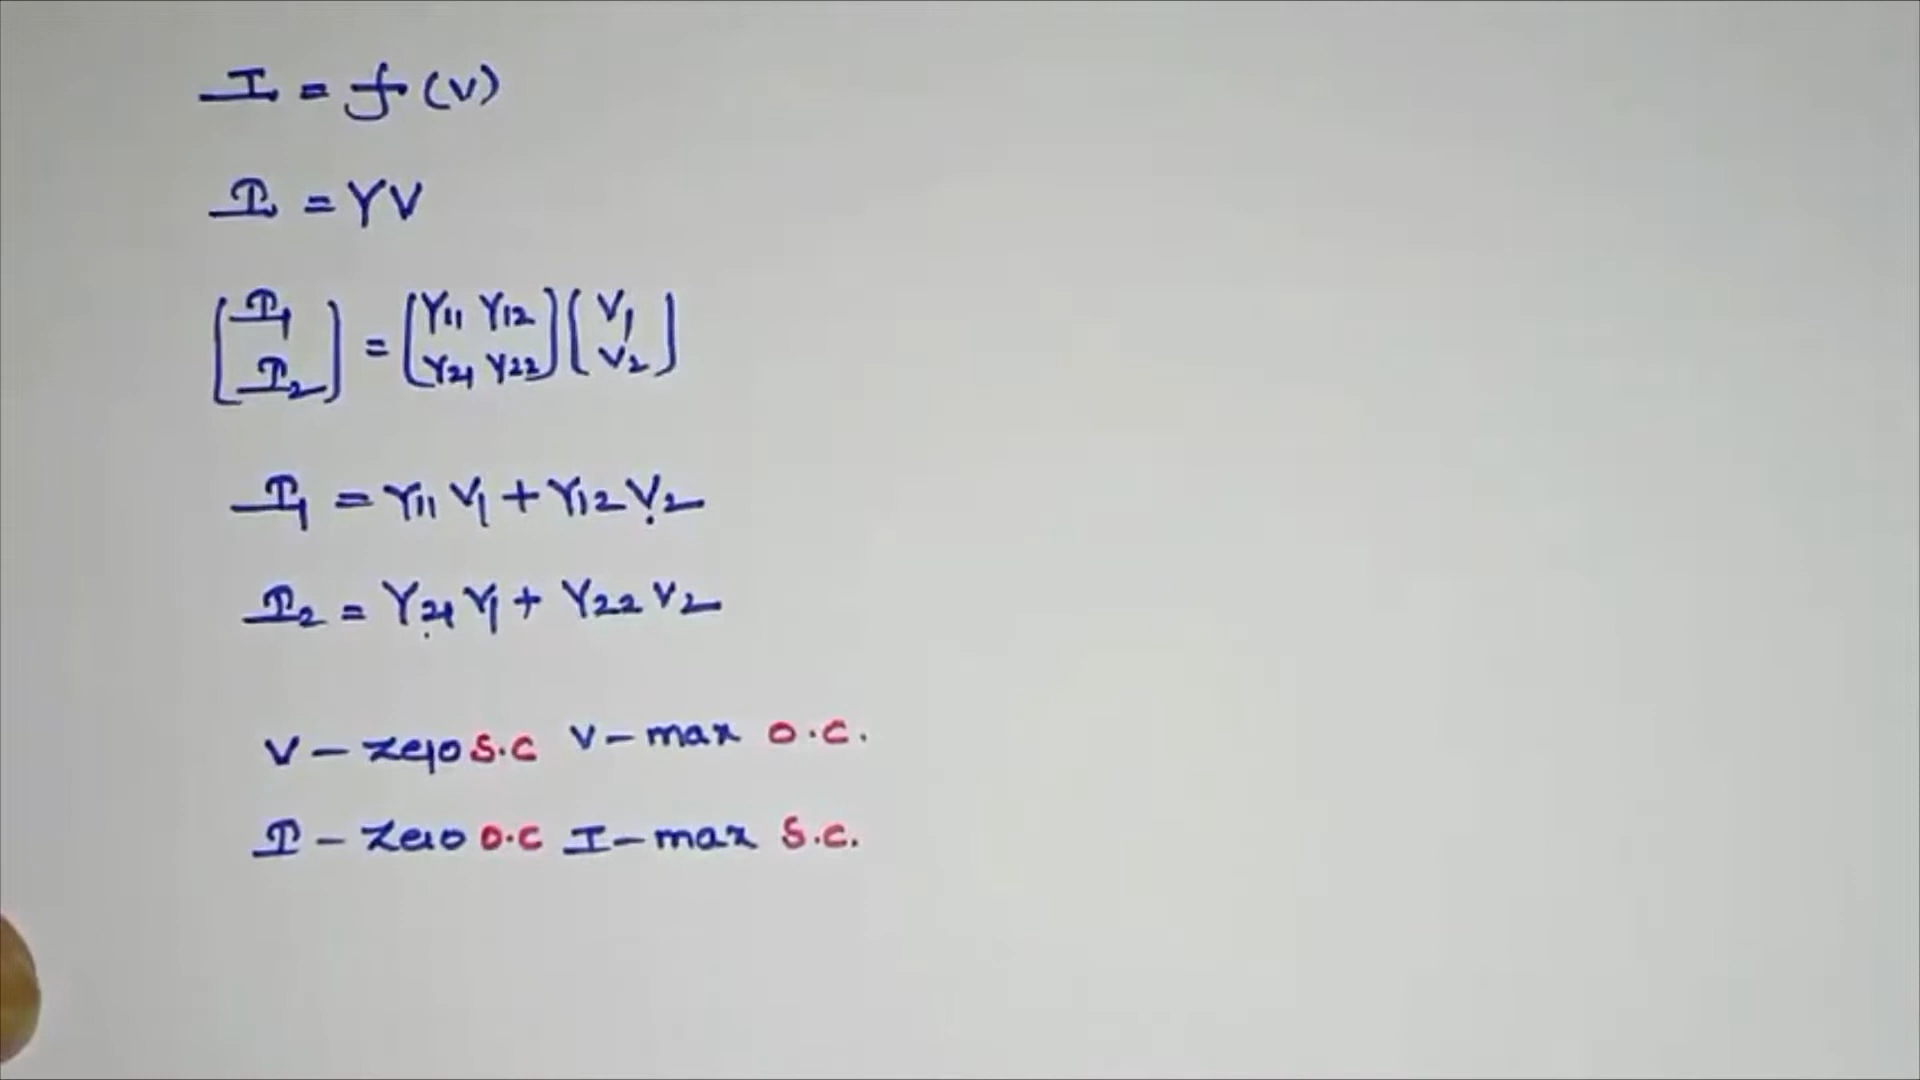 I = f(V)
I = YV
[I1 I2] = [Y11 Y12 Y21 Y22] [V1 V2]
I1 = Y11 V1 + Y12 V2
I2 = Y21 V1 + Y22 V2
V - zero S.C V - max O.C.
I - zero O.C I - max S.C.